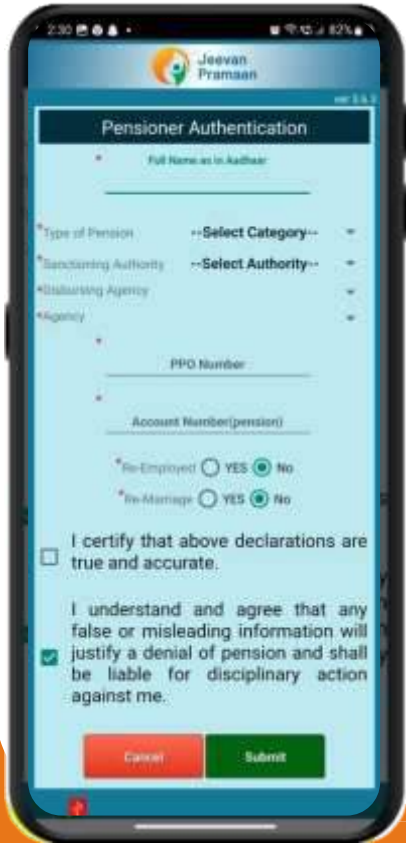 2:30
82%
Jeevan
Pramaan
Pensioner Authentication
* Full Name as in Aadhaar
*Type of Pension --Select Category--
*Sanctioning Authority --Select Authority--
*Disbursing Agency
*Agency
*
PPO Number
*
Account Number(pension)
*Re-Employed YES No
*Re-Marriage YES No
I certify that above declarations are
true and accurate.
I understand and agree that any
false or misleading information will
justify a denial of pension and shall
be liable for disciplinary action
against me.
Cancel Submit